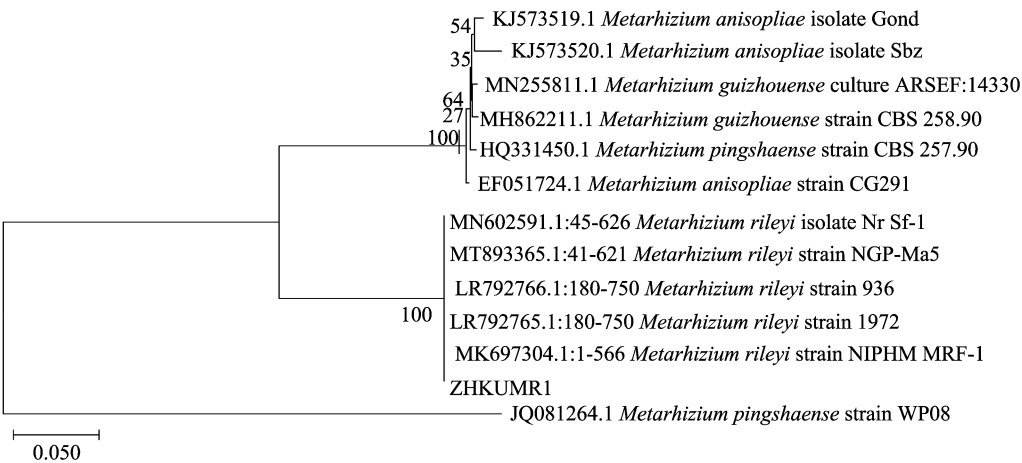 54
KJ573519.1 Metarhizium anisopliae isolate Gond
KJ573520.1 Metarhizium anisopliae isolate Sbz
35
MN255811.1 Metarhizium guizhouense culture ARSEF:14330
64
27
MH862211.1 Metarhizium guizhouense strain CBS 258.90
100
HQ331450.1 Metarhizium pingshaense strain CBS 257.90
EF051724.1 Metarhizium anisopliae strain CG291
MN602591.1:45-626 Metarhizium rileyi isolate Nr Sf-1
MT893365.1:41-621 Metarhizium rileyi strain NGP-Ma5
LR792766.1:180-750 Metarhizium rileyi strain 936
100
LR792765.1:180-750 Metarhizium rileyi strain 1972
MK697304.1:1-566 Metarhizium rileyi strain NIPHM MRF-1
ZHKUMR1
JQ081264.1 Metarhizium pingshaense strain WP08
0.050